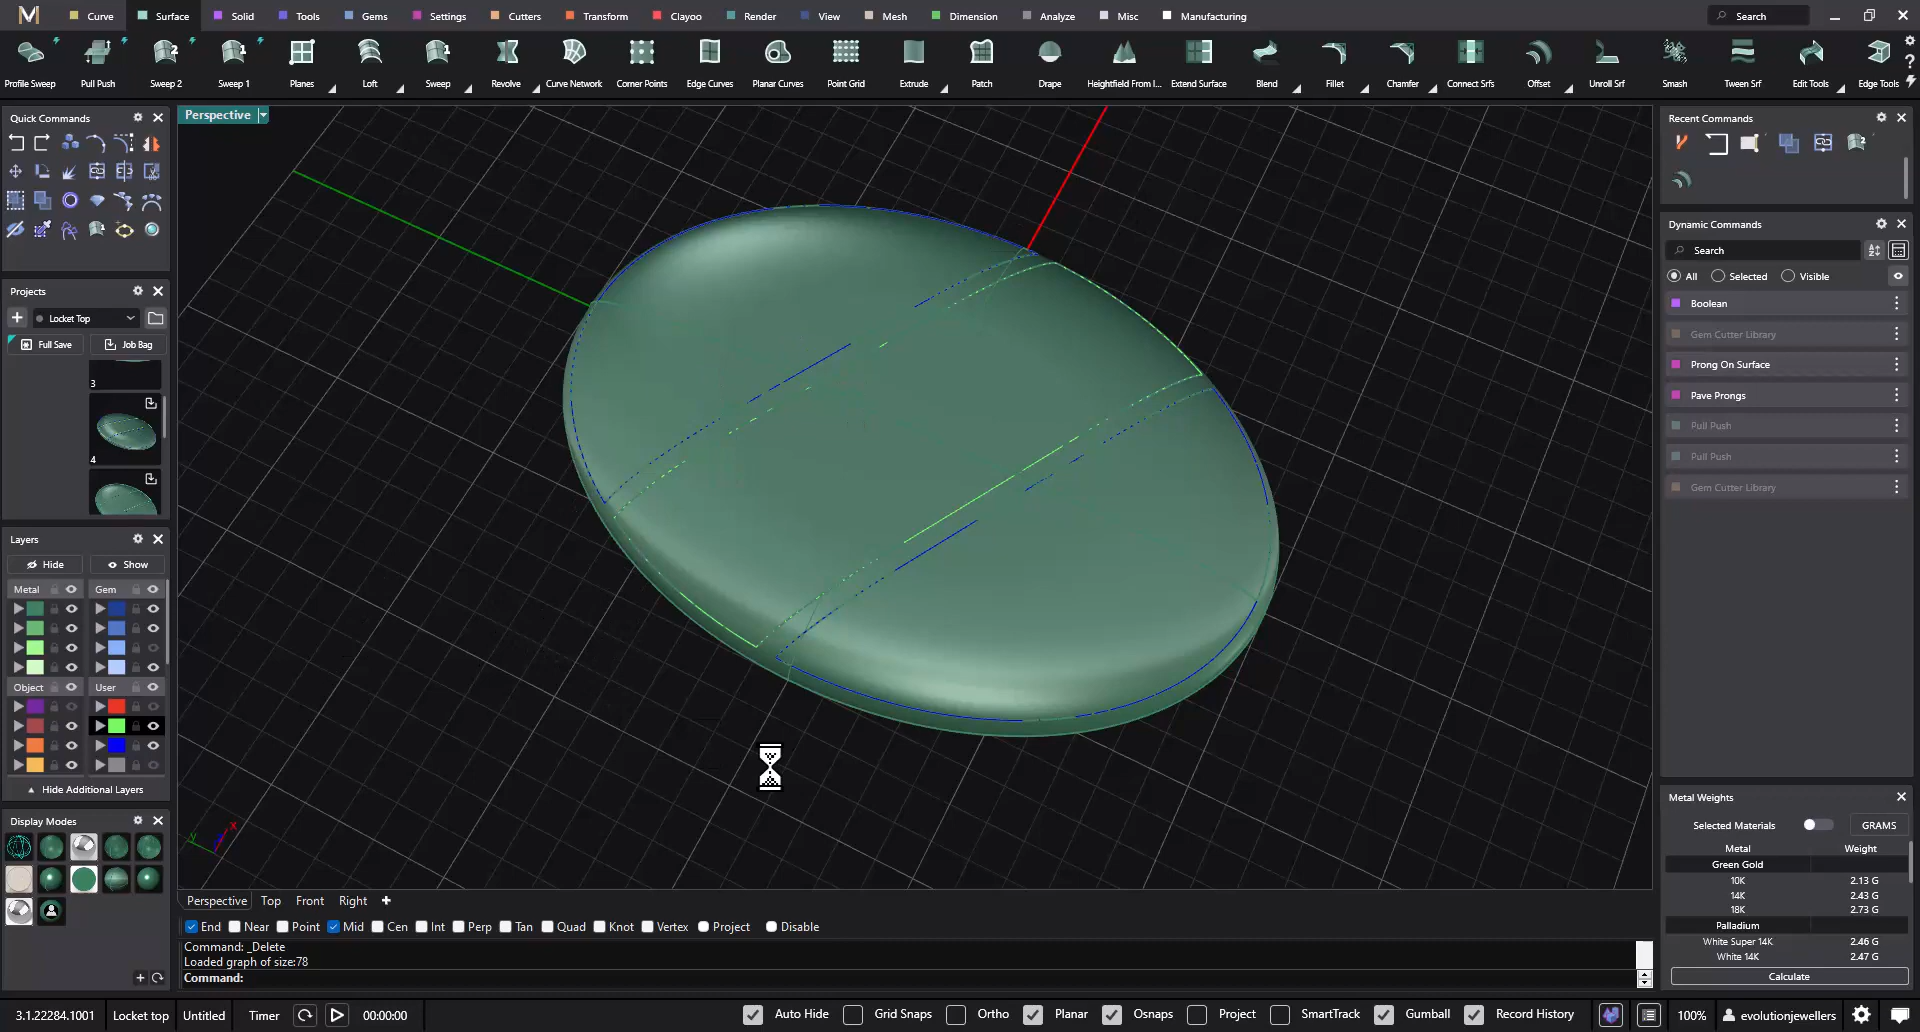 Curve
Surface
Solid
Tools
Gems
Settings
Cutters
Transform
Clayoo
Render
View
Mesh
Dimension
Analyze
Misc
Manufacturing
Search
Profile Sweep
Pull Push
Sweep 2
Sweep 1
Planes
Loft
Sweep
Revolve
Curve Network
Corner Points
Edge Curves
Planar Curves
Point Grid
Extrude
Patch
Drape
Heightfield From I...
Extend Surface
Blend
Fillet
Chamfer
Connect Srfs
Offset
Unroll Srf
Smash
Tween Srf
Edit Tools
Edge Tools
Quick Commands
Perspective
Recent Commands
Dynamic Commands
Search
All
Selected
Visible
Boolean
Gem Cutter Library
Prong On Surface
Pave Prongs
Pull Push
Pull Push
Gem Cutter Library
Projects
Locket Top
Full Save
Job Bag
3
4
Layers
Hide
Show
Metal
Gem
Object
User
Hide Additional Layers
Display Modes
y
x
Metal Weights
Selected Materials
GRAMS
Metal Weight
Green Gold
10K 2.13 G
14K 2.43 G
18K 2.73 G
Palladium
White Super 14K 2.46 G
White 14K 2.47 G
Calculate
Perspective Top Front Right
End Near Point Mid Cen Int Perp Tan Quad Knot Vertex Project Disable
Command: _Delete
Loaded graph of size:78
Command:
3.1.22284.1001 Locket top Untitled Timer 00:00:00 Auto Hide Grid Snaps Ortho Planar Osnaps Project SmartTrack Gumball Record History 100% evolutionjewellers